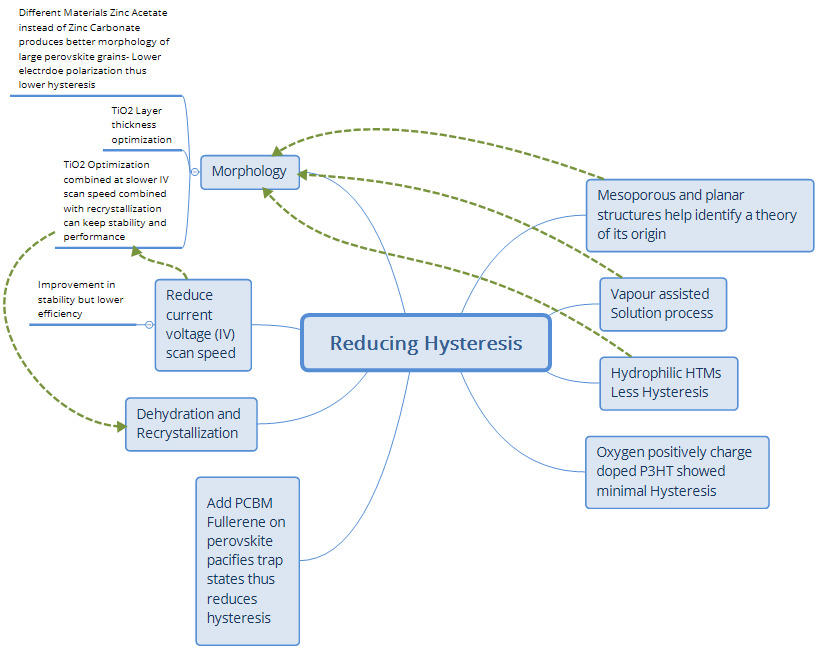 Different Materials Zinc Acetate
instead of Zinc Carbonate
produces better morphology of
large perovskite grains- Lower
electrdoe polarization thus
lower hysteresis
TiO2 Layer
thickness
optimization
TiO2 Optimization
combined at slower IV
scan speed combined
with recrystallization
can keep stability and
performance
Morphology
Improvement in
stability but lower
efficiency
Reduce
current
voltage (IV)
scan speed
Dehydration and
Recrystallization
Add PCBM
Fullerene on
perovskite
pacifies trap
states thus
reduces
hysteresis
Reducing Hysteresis
Mesoporous and planar
structures help identify a theory
of its origin
Vapour assisted
Solution process
Hydrophilic HTMs
Less Hysteresis
Oxygen positively charge
doped P3HT showed
minimal Hysteresis